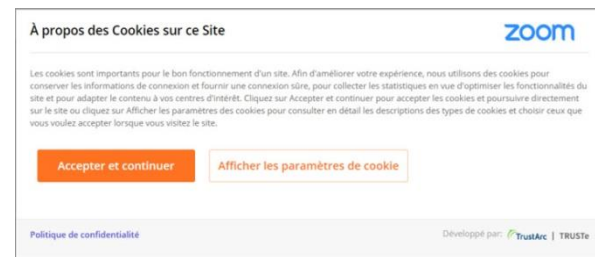 À propos des Cookies sur ce Site
zoom
Les cookies sont importants pour le bon fonctionnement d'un site. Afin d'améliorer votre expérience, nous utilisons des cookies pour
conserver les informations de connexion et fournir une connexion sûre, pour collecter les statistiques en vue d'optimiser les fonctionnalités du
site et pour adapter le contenu à vos centres d'intérêt. Cliquez sur Accepter et continuer pour accepter les cookies et poursuivre directement
sur le site ou cliquez sur Afficher les paramètres des cookies pour consulter en détail les descriptions des types de cookies et choisir ceux que
vous voulez accepter lorsque vous visitez le site.
Accepter et continuer
Afficher les paramètres de cookie
Politique de confidentialité
Développé par: TrustArc | TRUSTe